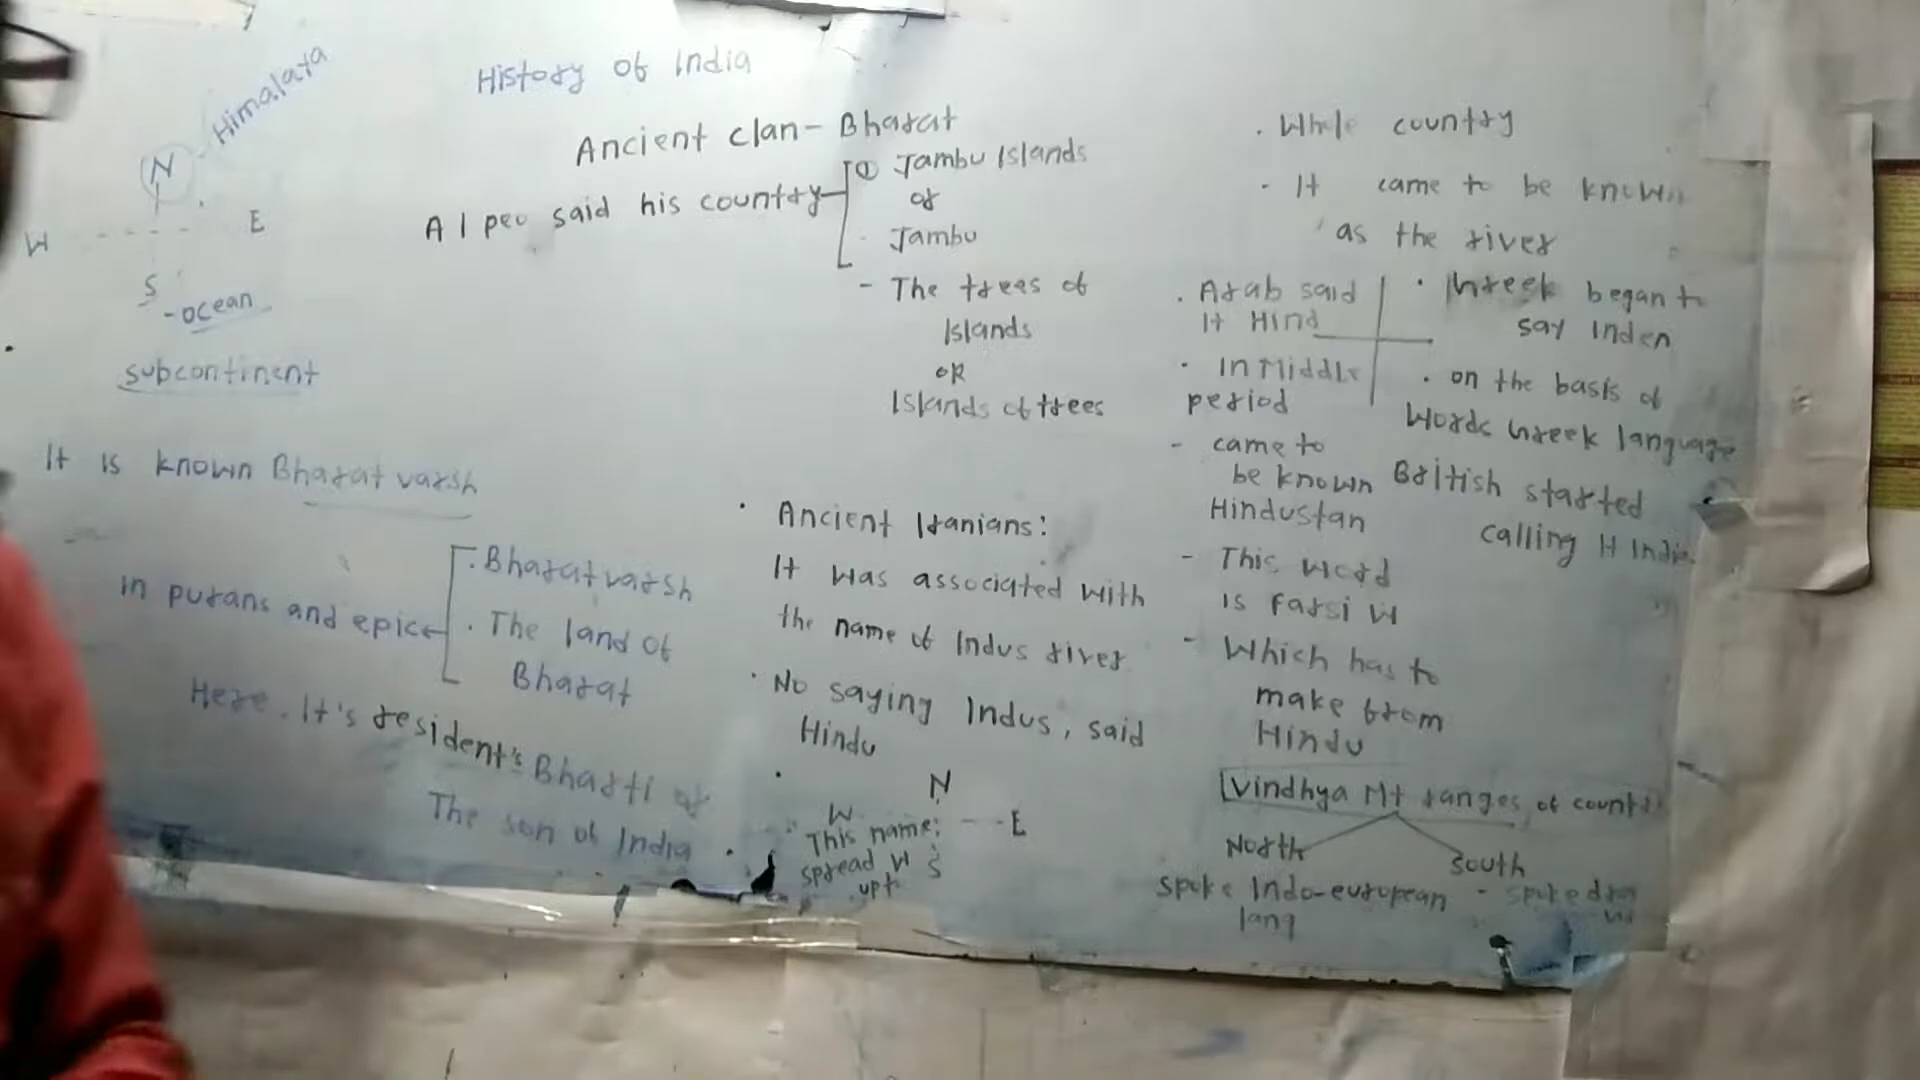 History of India
N - Himalaya
W
E
S
- ocean
subcontinent
It is known Bharat varsh
in purans and epic
. Bharat varsh
. The land of
Bharat
Here. It's resident's Bharti or
The son of India
Ancient clan - Bharat
A I peo said his country
① Jambu Islands
or
Jambu
- The trees of
Islands
OR
Islands of trees
. Ancient Iranians:
It was associated with
the name of Indus river
. No saying Indus, said
Hindu
N
W
E
S
This name
spread W
upt
. Whole country
- It came to be known
as the river
. Arab said
It Hind
. In Middle
period
- came to
be known
Hindustan
- This word
is Farsi W
- Which has to
make from
Hindu
. Greek began to
say Inden
. on the basis of
Words Greek language
British started
calling It India
Vindhya Mt ranges of
North
South
spoke Indo-european
lang